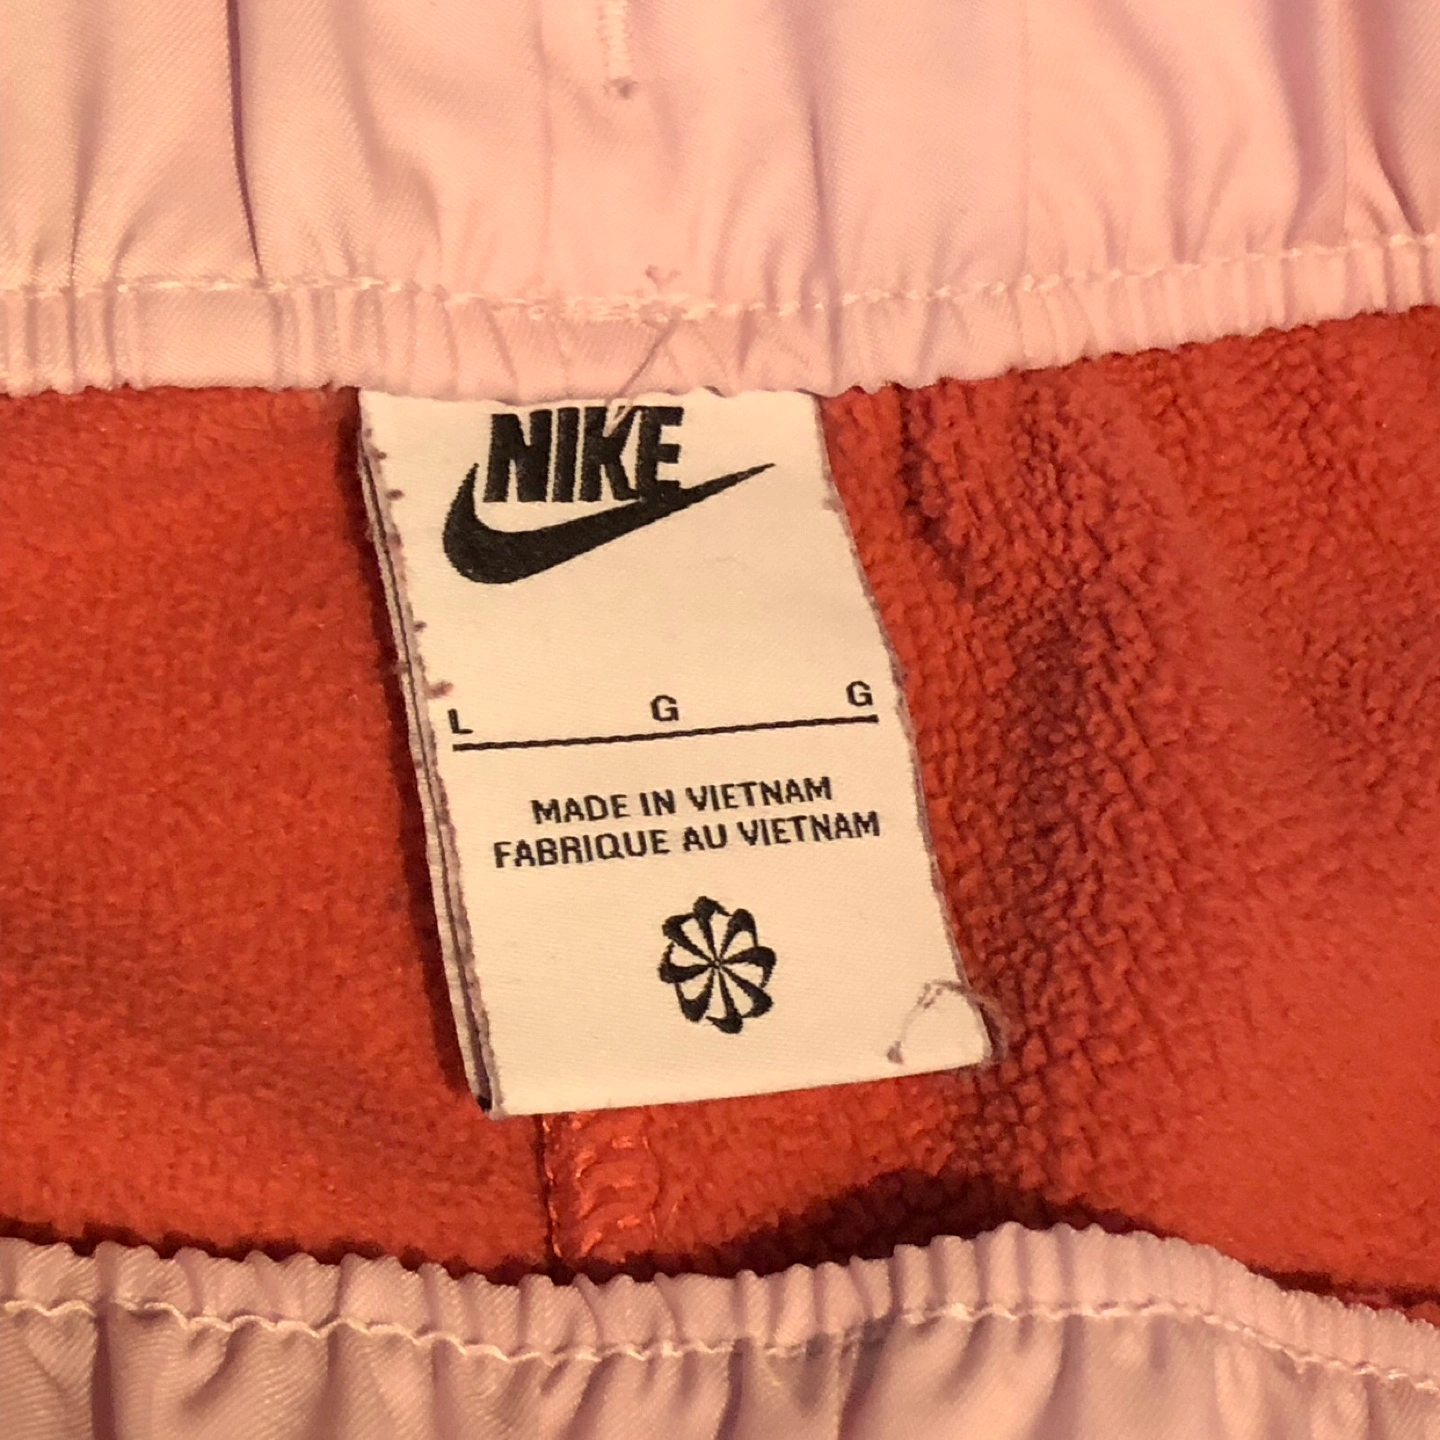 NIKE
L G G
MADE IN VIETNAM
FABRIQUE AU VIETNAM